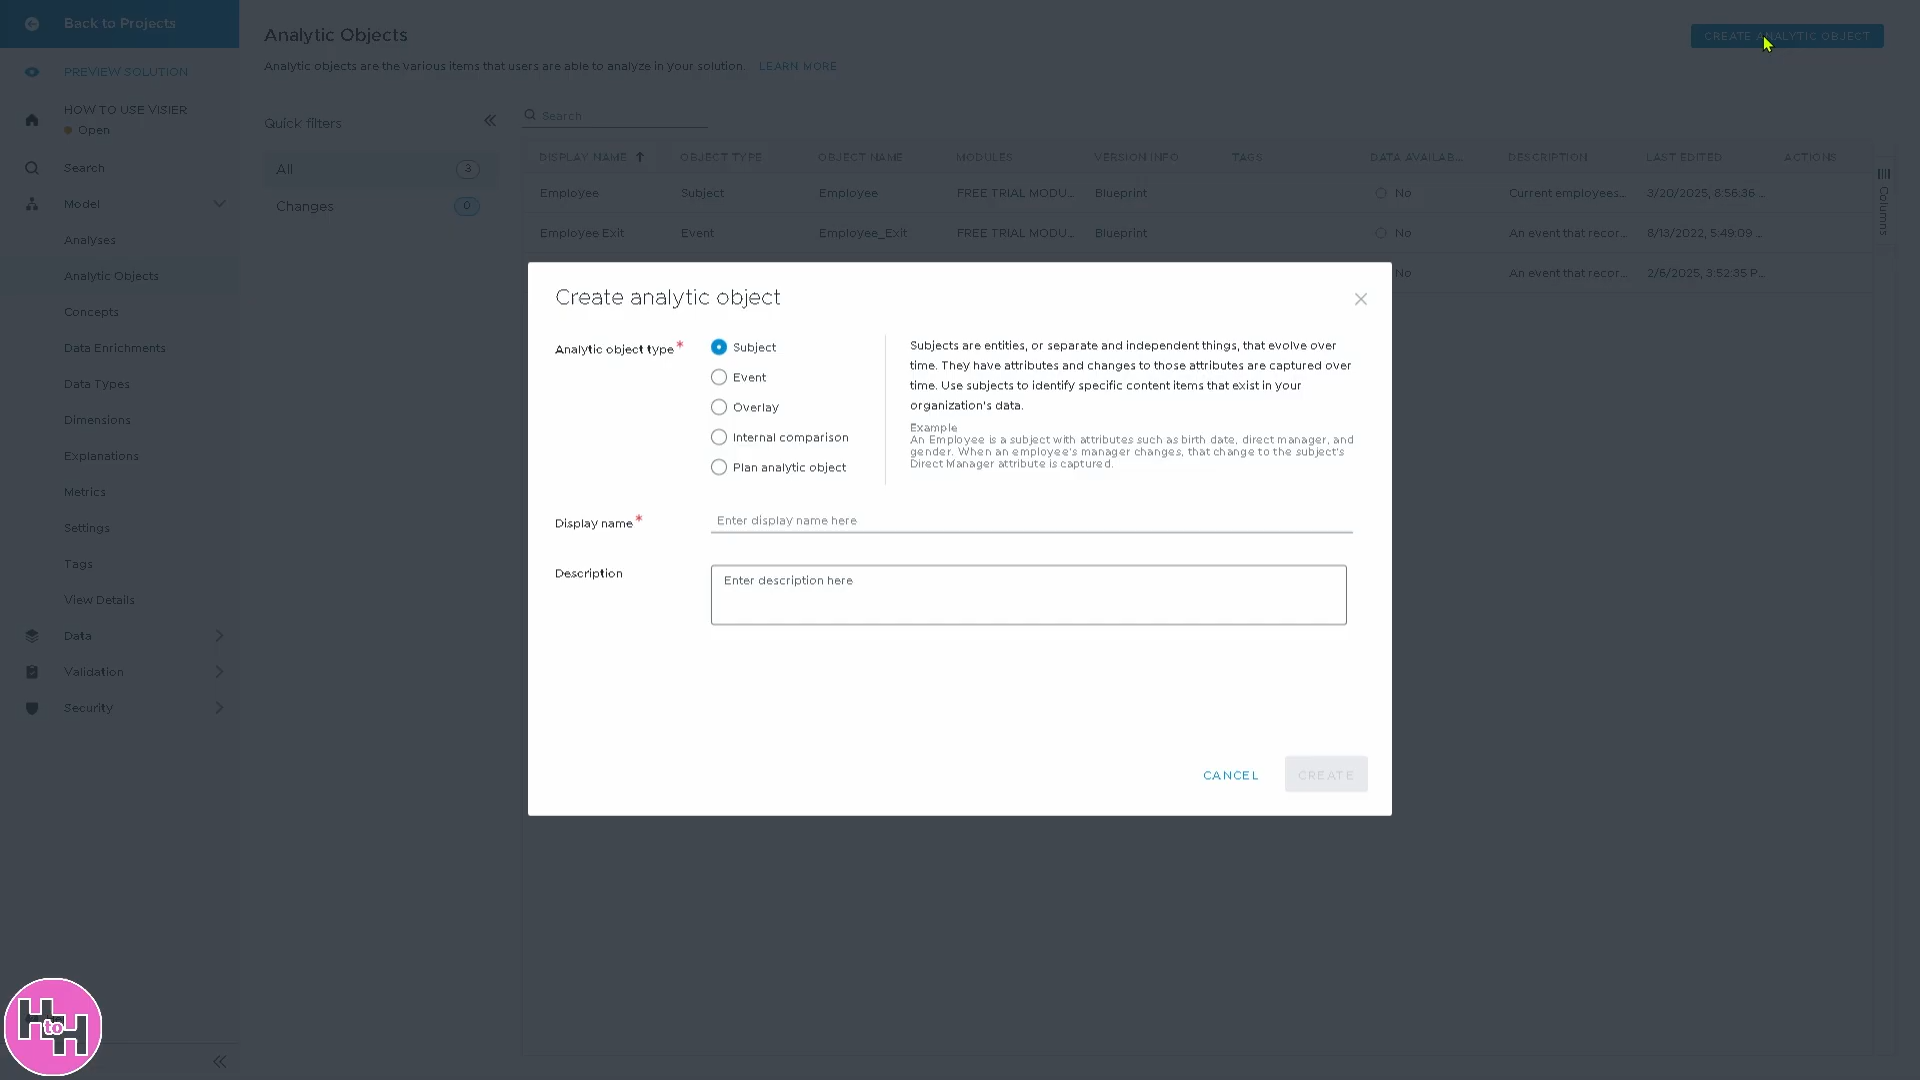 Back to Projects
PREVIEW SOLUTION
HOW TO USE VISIER
Open
Search
Model
Analyses
Analytic Objects
Concepts
Data Enrichments
Data Types
Dimensions
Explanations
Metrics
Settings
Tags
View Details
Data
Validation
Security
H to H
Analytic Objects
Analytic objects are the various items that users are able to analyze in your solution. LEARN MORE
CREATE ANALYTIC OBJECT
Quick filters
All 3
Changes 0
Search
DISPLAY NAME OBJECT TYPE OBJECT NAME MODULES VERSION INFO TAGS DATA AVAILAB... DESCRIPTION LAST EDITED ACTIONS
Employee Subject Employee FREE TRIAL MODU... Blueprint No Current employees... 3/20/2025, 8:56:36 ...
Employee Exit Event Employee_Exit FREE TRIAL MODU... Blueprint No An event that recor... 8/13/2022, 5:49:09 ...
No An event that recor... 2/6/2025, 3:52:35 P...
Columns
Create analytic object
Analytic object type*
Subject
Event
Overlay
Internal comparison
Plan analytic object
Subjects are entities, or separate and independent things, that evolve over
time. They have attributes and changes to those attributes are captured over
time. Use subjects to identify specific content items that exist in your
organization's data.
Example
An Employee is a subject with attributes such as birth date, direct manager, and
gender. When an employee's manager changes, that change to the subject's
Direct Manager attribute is captured.
Display name*
Enter display name here
Description
Enter description here
CANCEL
CREATE